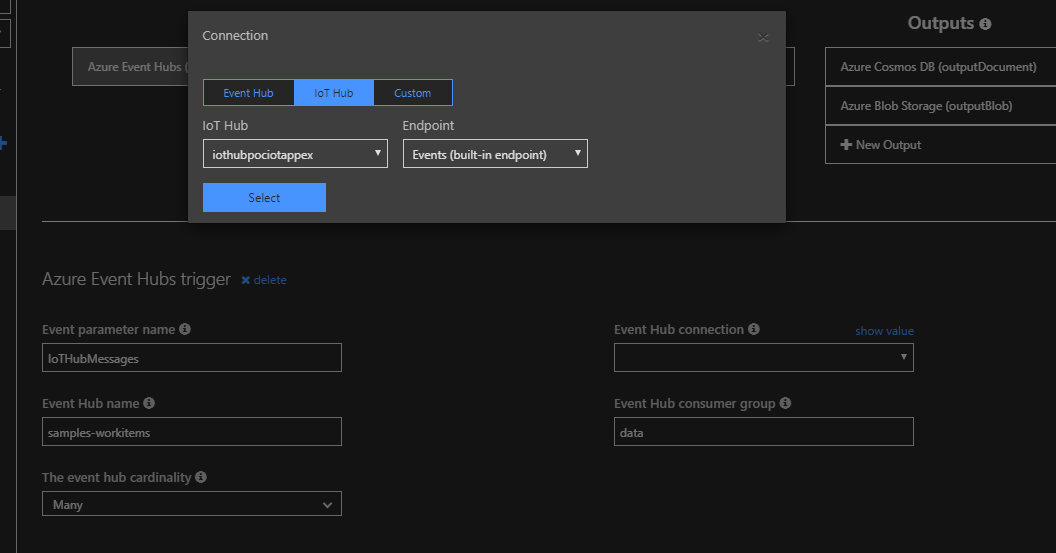 Connection
Outputs
Event Hub IoT Hub Custom
Azure Event Hubs (
Azure Cosmos DB (outputDocument)
IoT Hub Endpoint
Azure Blob Storage (outputBlob)
iothubpociotappex Events (built-in endpoint)
New Output
Select
Azure Event Hubs trigger delete
Event parameter name Event Hub connection show value
IoTHubMessages
Event Hub name Event Hub consumer group
samples-workitems data
The event hub cardinality
Many